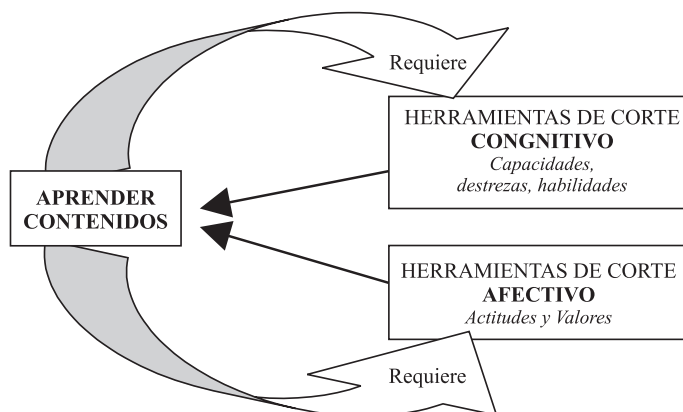 Requiere
HERRAMIENTAS DE CORTE
CONGNITIVO
Capacidades,
destrezas, habilidades
APRENDER
CONTENIDOS
HERRAMIENTAS DE CORTE
AFECTIVO
Actitudes y Valores
Requiere